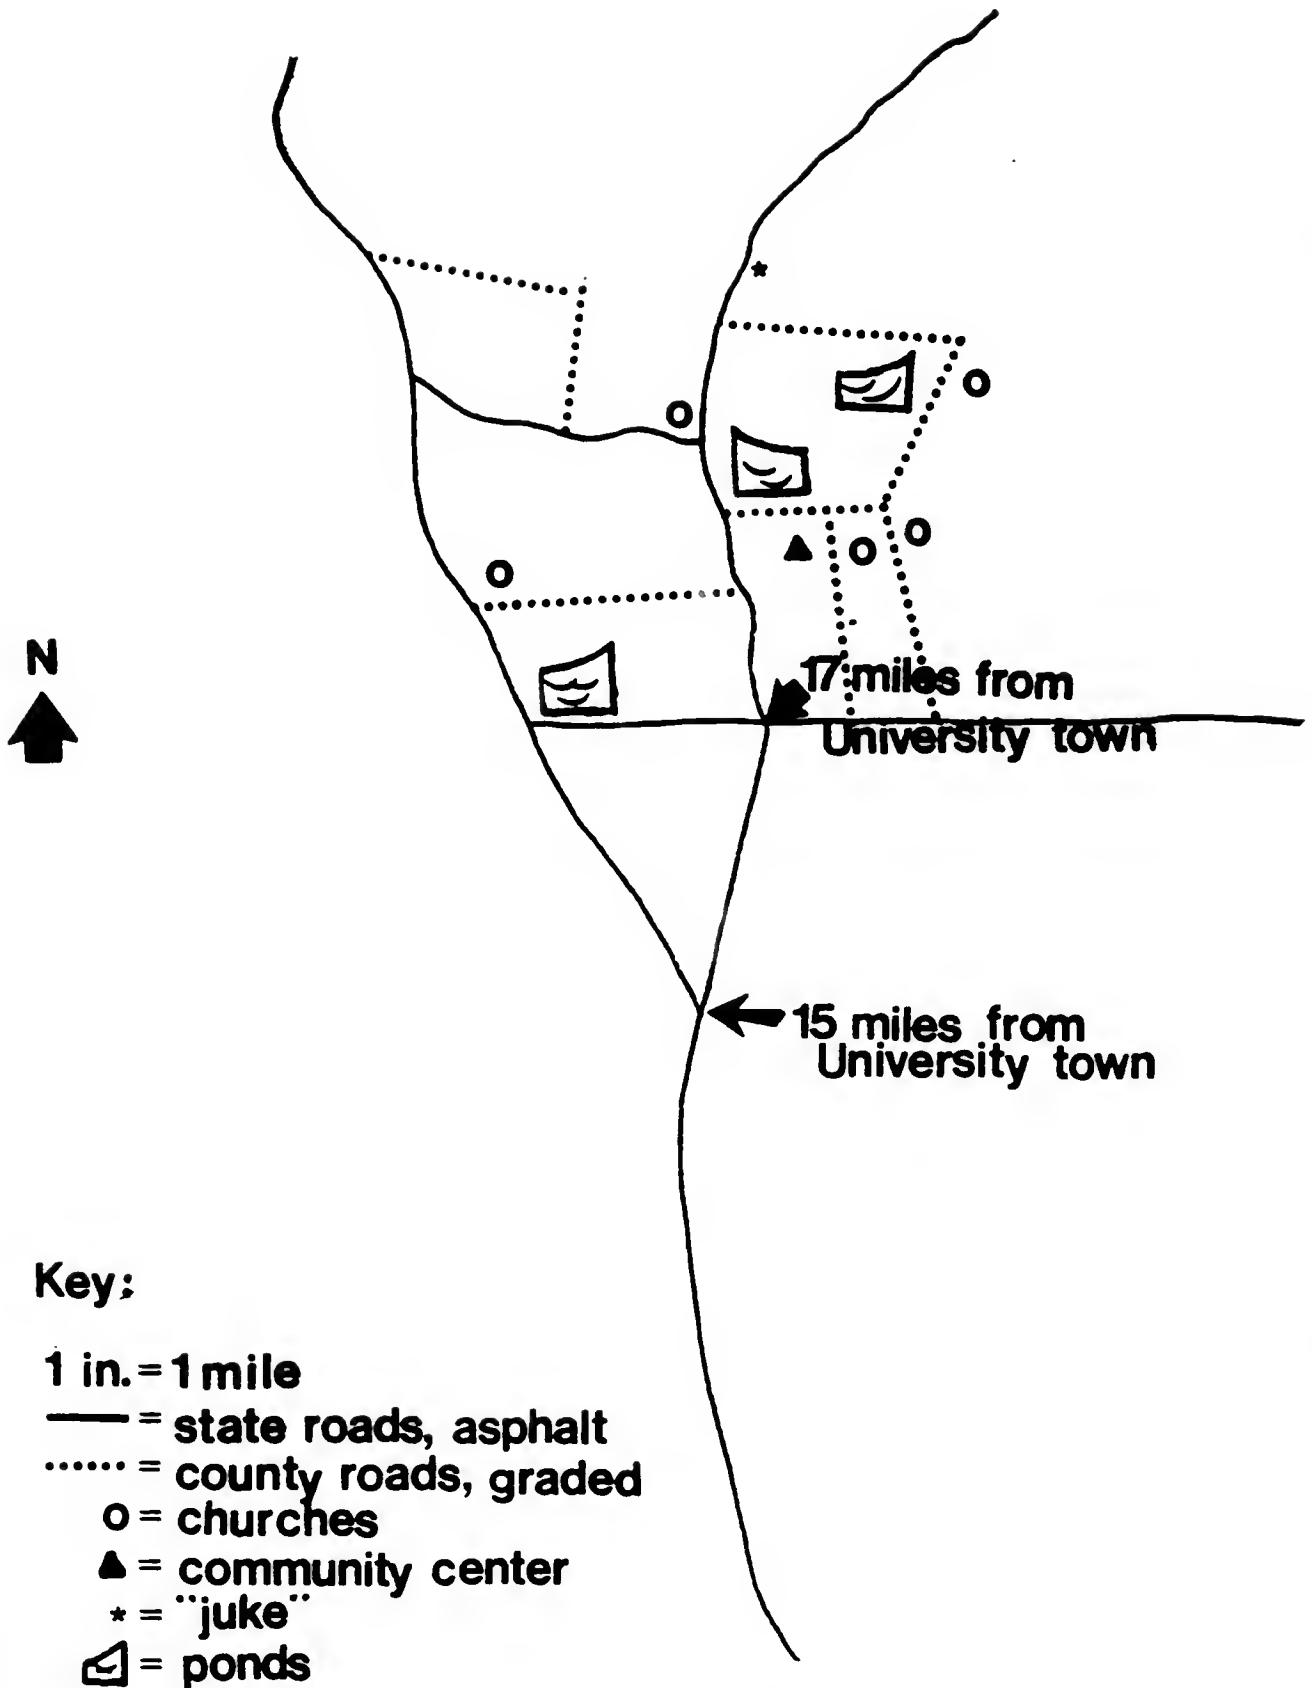 N
17 miles from
University town
15 miles from
University town
Key:
1 in. = 1 mile
= state roads, asphalt
= county roads, graded
o = churches
▲ = community center
* = "juke"
= ponds